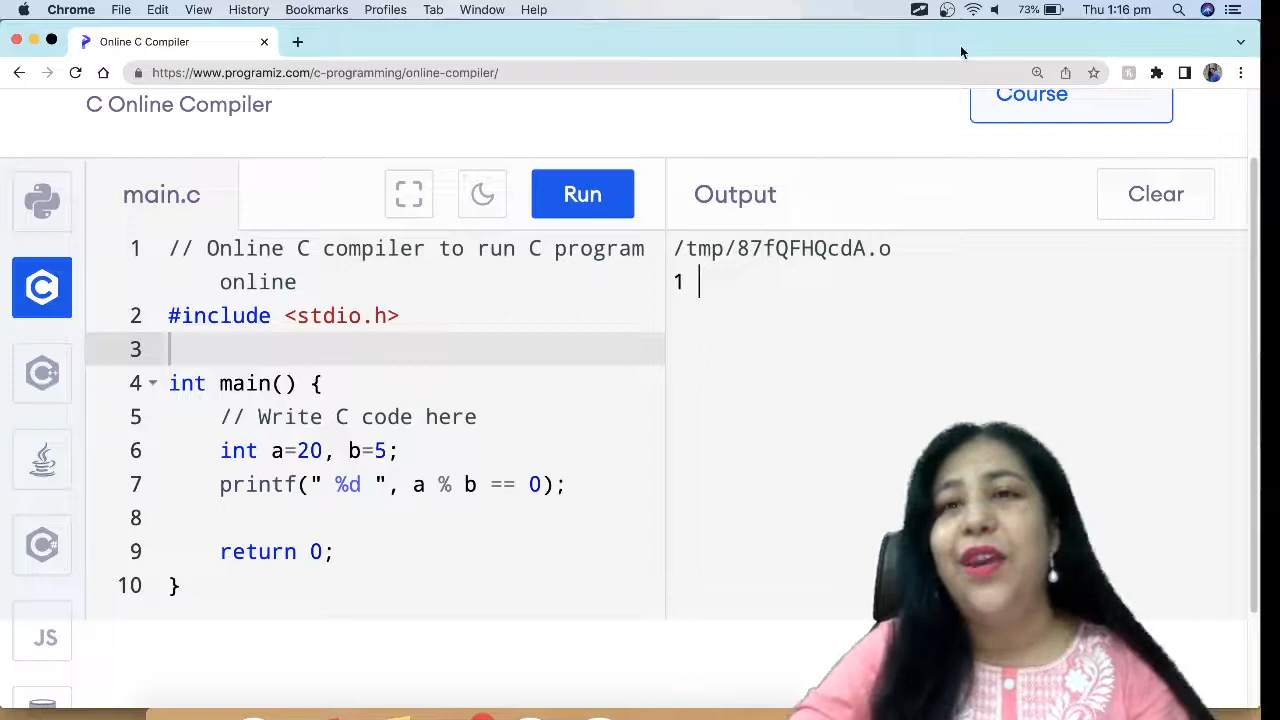 Chrome File Edit View History Bookmarks Profiles Tab Window Help 73% Thu 1:16 pm
Online C Compiler
https://www.programiz.com/c-programming/online-compiler/
C Online Compiler
Course
main.c Run Output Clear
1 // Online C compiler to run C program
online
2 #include <stdio.h>
3
4 int main() {
5 // Write C code here
6 int a=20, b=5;
7 printf(" %d ", a % b == 0);
8
9 return 0;
10 }
/tmp/87fQFHQcdA.o
1
JS